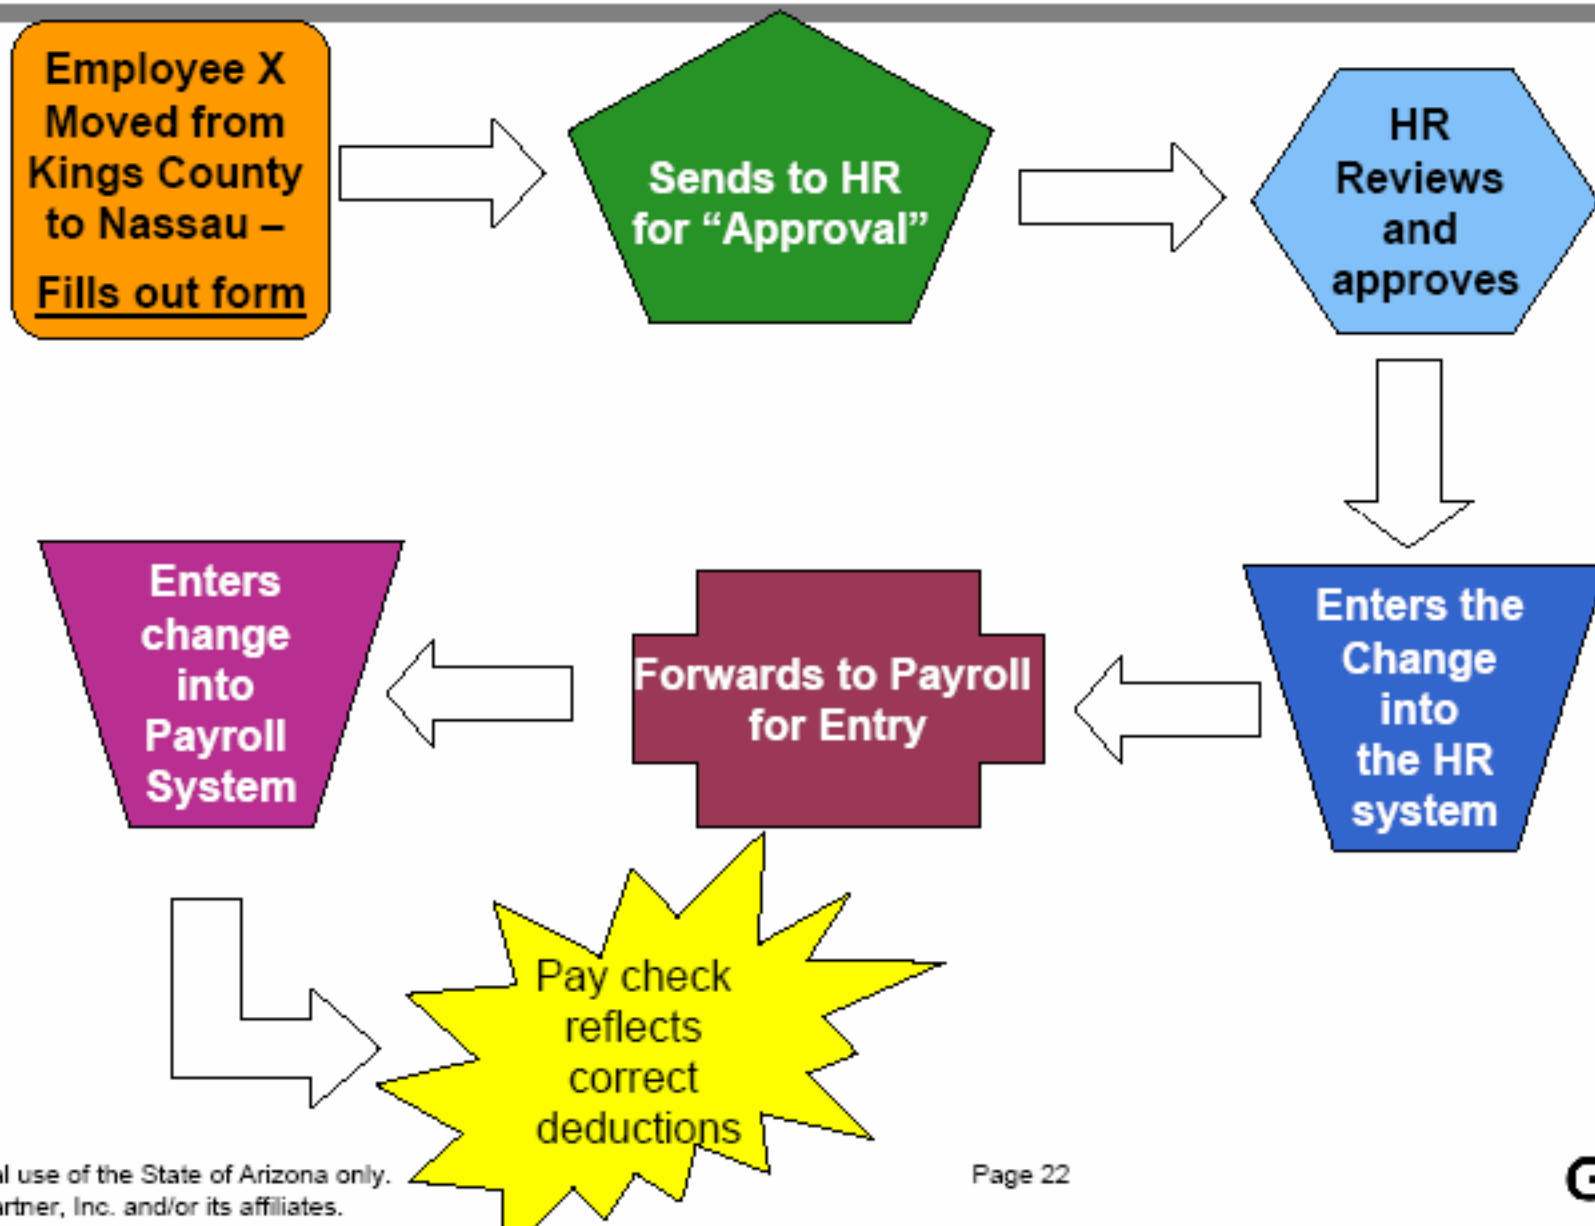 Employee X
Moved from
Kings County
to Nassau –
Fills out form
Sends to HR
for “Approval”
HR
Reviews
and
approves
Enters the
Change
into
the HR
system
Forwards to Payroll
for Entry
Enters
change
into
Payroll
System
Pay check
reflects
correct
deductions
use of the State of Arizona only.
Inc. and/or its affiliates.
Page 22
G